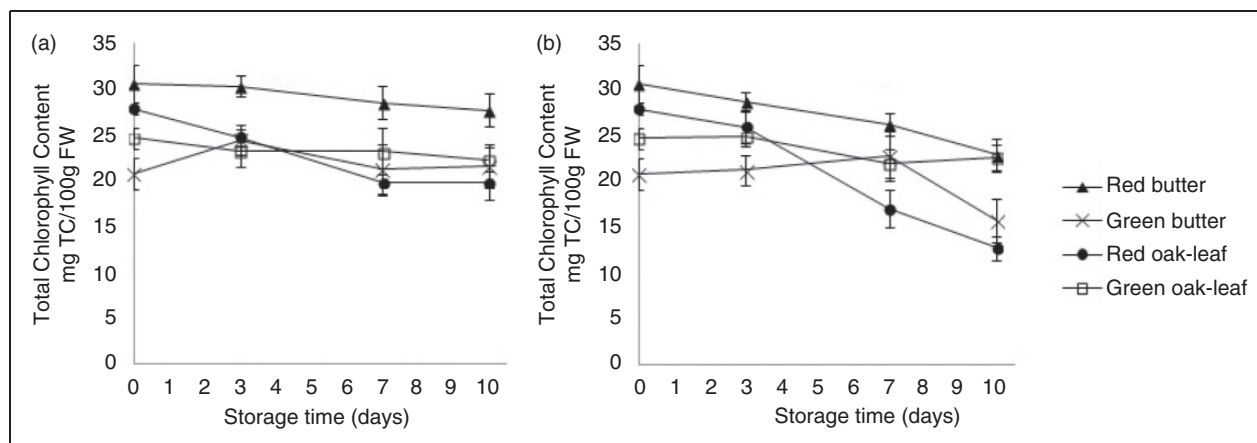 (a)
35
30
25
20
15
10
5
0
Total Chlorophyll Content
mg TC/100g FW
0 1 2 3 4 5 6 7 8 9 10
Storage time (days)
(b)
35
30
25
20
15
10
5
0
Total Chlorophyll Content
mg TC/100g FW
0 1 2 3 4 5 6 7 8 9 10
Storage time (days)
Red butter
Green butter
Red oak-leaf
Green oak-leaf